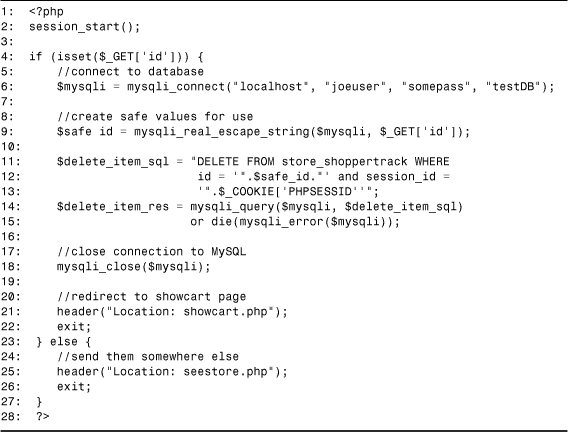 1: <?php
2: session_start();
3:
4: if (isset($_GET['id'])) {
5:     //connect to database
6:     $mysqli = mysqli_connect("localhost", "joeuser", "somepass", "testDB");
7:
8:     //create safe values for use
9:     $safe id = mysqli_real_escape_string($mysqli, $_GET['id']);
10:
11:    $delete_item_sql = "DELETE FROM store_shoppertrack WHERE
12:                        id = '".$safe_id."' and session_id =
13:                        '".$_COOKIE['PHPSESSID'']";
14:    $delete_item_res = mysqli_query($mysqli, $delete_item_sql)
15:                       or die(mysqli_error($mysqli));
16:
17:    //close connection to MySQL
18:    mysqli_close($mysqli);
19:
20:    //redirect to showcart page
21:    header("Location: showcart.php");
22:    exit;
23: } else {
24:    //send them somewhere else
25:    header("Location: seestore.php");
26:    exit;
27: }
28: ?>